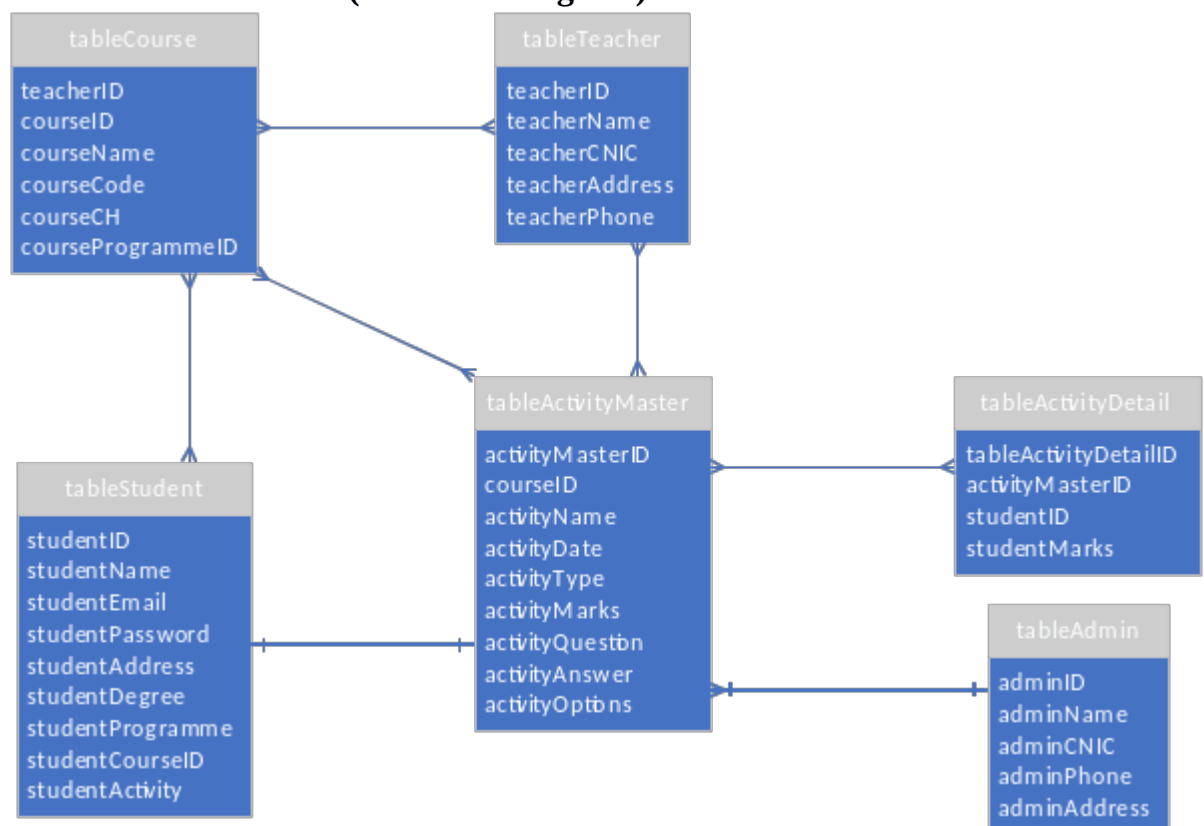 tableCourse
teacherID
courseID
courseName
courseCode
courseCH
courseProgrammeID
tableTeacher
teacherID
teacherName
teacherCNIC
teacherAddress
teacherPhone
tableActivityMaster
activityMasterID
courseID
activityName
activityDate
activityType
activityMarks
activityQuestion
activityAnswer
activityOptions
tableActivityDetail
tableActivityDetailID
activityMasterID
studentID
studentMarks
tableStudent
studentID
studentName
studentEmail
studentPassword
studentAddress
studentDegree
studentProgramme
studentCourseID
studentActivity
tableAdmin
adminID
adminName
adminCNIC
adminPhone
adminAddress